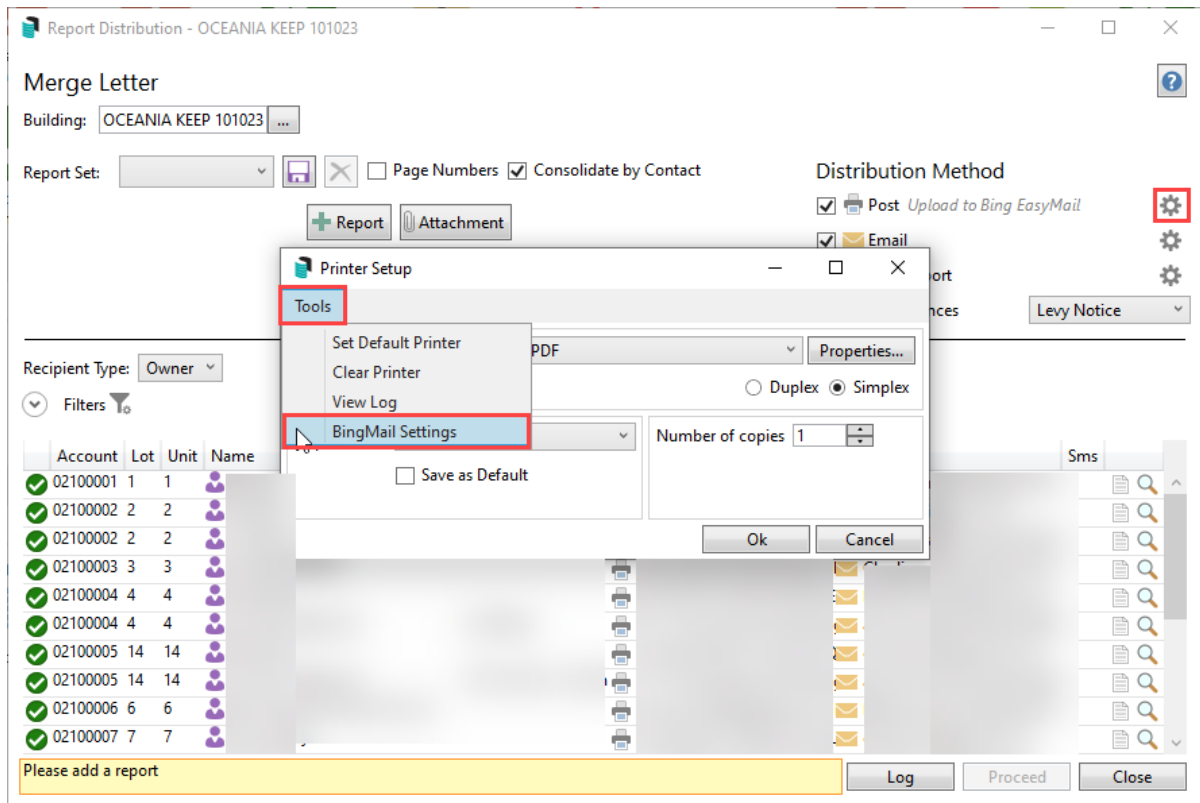 Report Distribution - OCEANIA KEEP 101023
Merge Letter
Building: OCEANIA KEEP 101023 ...
Report Set: Page Numbers Consolidate by Contact
Distribution Method
Post Upload to Bing EasyMail
Report Attachment
Email
Printer Setup
ort
Tools
nces Levy Notice
Set Default Printer
PDF Properties...
Clear Printer
Duplex Simplex
View Log
BingMail Settings
Number of copies 1
Save as Default
Ok Cancel
Recipient Type: Owner
Filters
Account Lot Unit Name Sms
02100001 1 1
02100002 2 2
02100002 2 2
02100003 3 3
02100004 4 4
02100004 4 4
02100005 14 14
02100005 14 14
02100006 6 6
02100007 7 7
Please add a report
Log Proceed Close